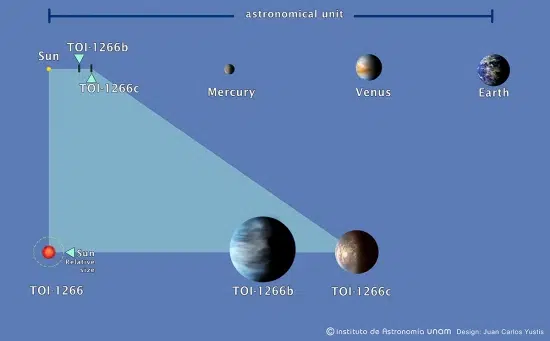 astronomical unit
TOI-1266b
Sun
TOI-1266c
Mercury
Venus
Earth
Sun
Relative
size
TOI-1266
TOI-1266b
TOI-1266c
© Instituto de Astronomía UNAM Design: Juan Carlos Yustis